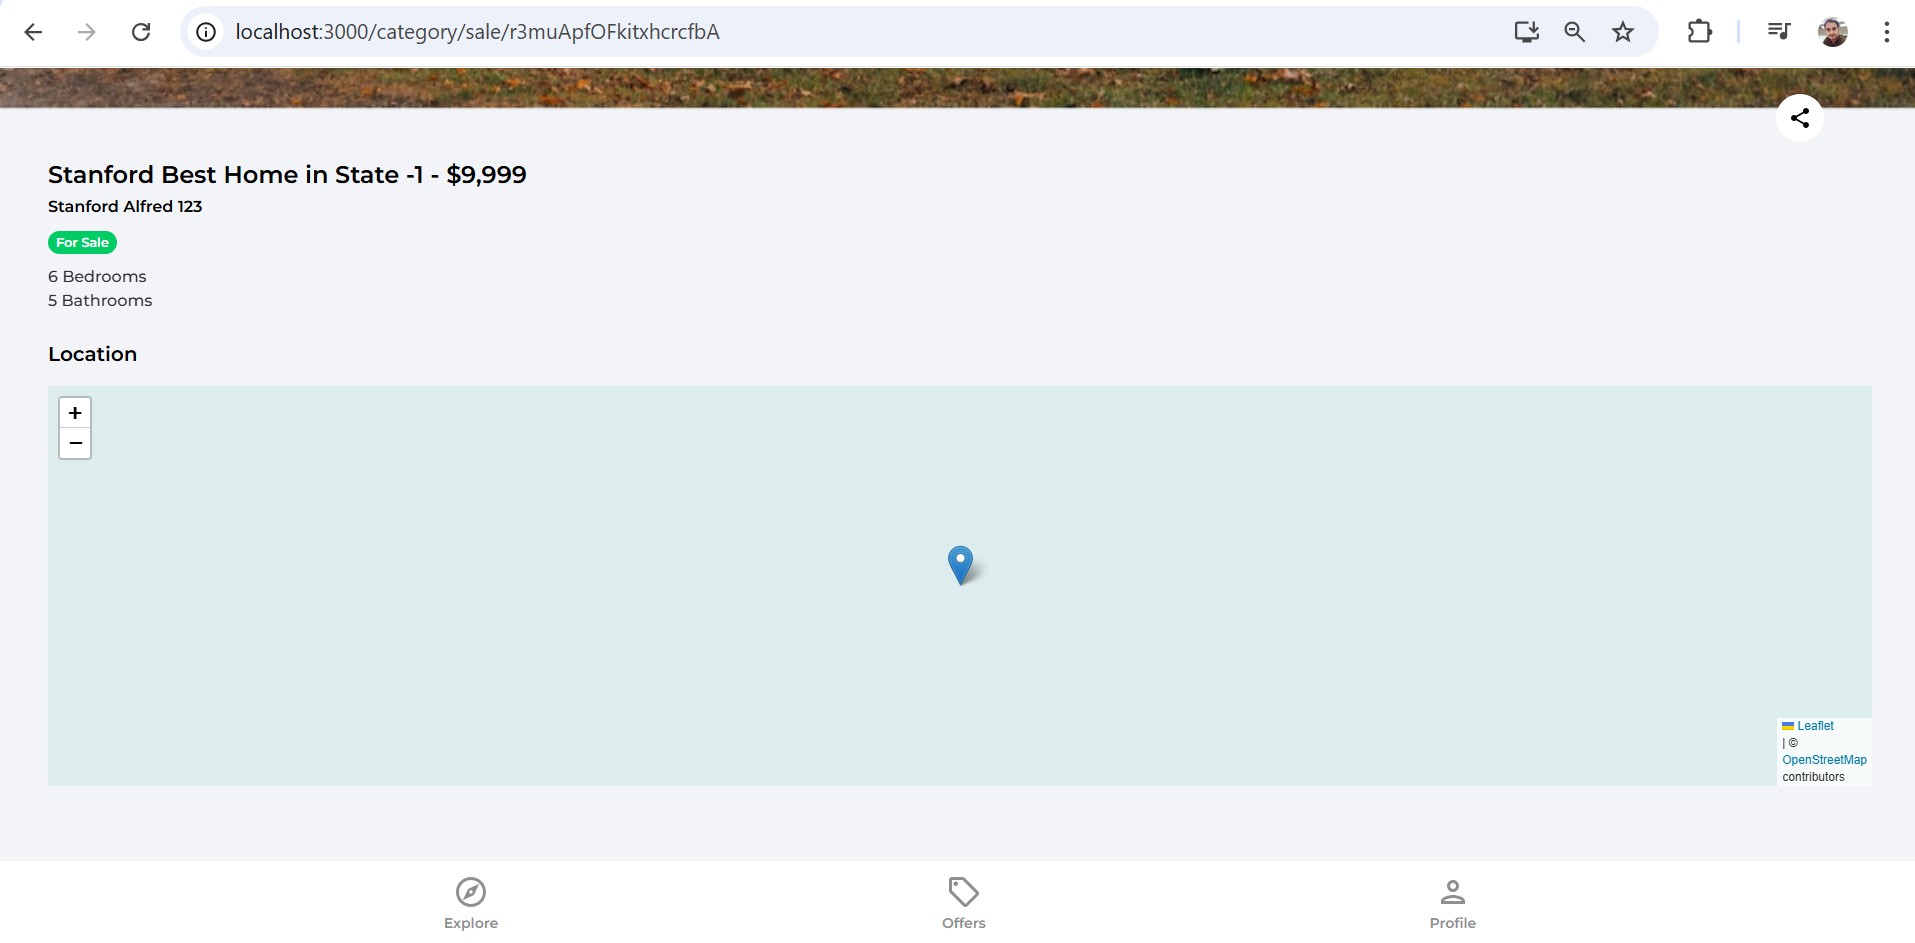 localhost:3000/category/sale/r3muApfOFkitxhcrcfbA
Stanford Best Home in State -1 - $9,999
Stanford Alfred 123
For Sale
6 Bedrooms
5 Bathrooms
Location
+
−
Leaflet
| ©
OpenStreetMap
contributors
Explore
Offers
Profile